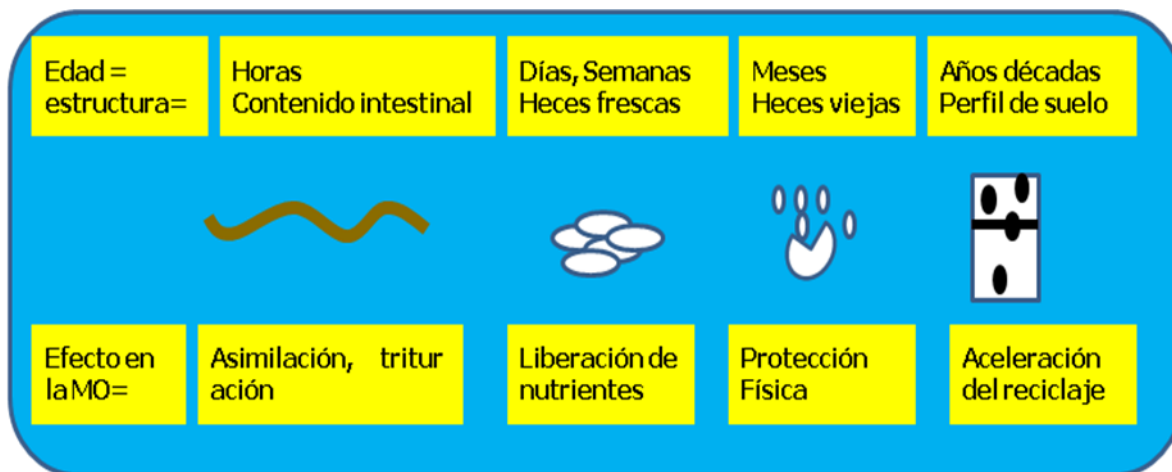 Edad =
estructura=
Horas
Contenido intestinal
Días, Semanas
Heces frescas
Meses
Heces viejas
Años décadas
Perfil de suelo
Efecto en
la MO=
Asimilación, tritur
ación
Liberación de
nutrientes
Protección
Física
Aceleración
del reciclaje